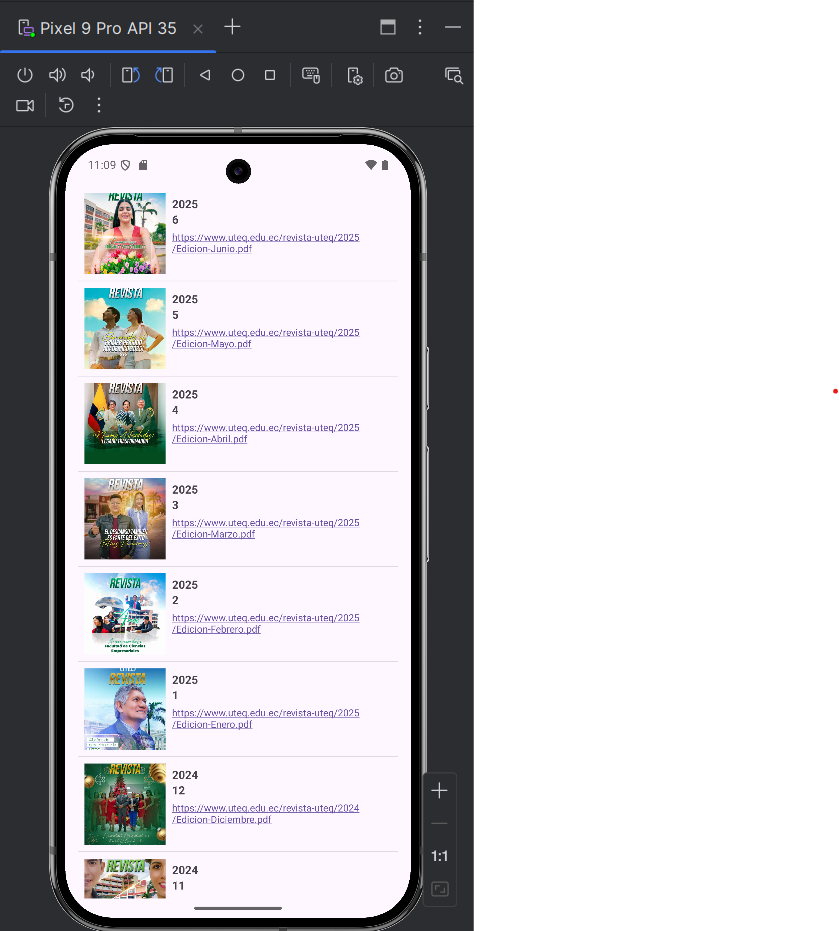 Pixel 9 Pro API 35
11:09
REVISTA
2025
6
https://www.uteq.edu.ec/revista-uteq/2025
/Edicion-Junio.pdf
REVISTA
2025
5
https://www.uteq.edu.ec/revista-uteq/2025
/Edicion-Mayo.pdf
REVISTA
2025
4
https://www.uteq.edu.ec/revista-uteq/2025
/Edicion-Abril.pdf
REVISTA
2025
3
https://www.uteq.edu.ec/revista-uteq/2025
/Edicion-Marzo.pdf
REVISTA
2025
2
https://www.uteq.edu.ec/revista-uteq/2025
/Edicion-Febrero.pdf
Facultad de Ciencias
Empresariales
REVISTA
2025
1
https://www.uteq.edu.ec/revista-uteq/2025
/Edicion-Enero.pdf
REVISTA
2024
12
https://www.uteq.edu.ec/revista-uteq/2024
/Edicion-Diciembre.pdf
1:1
REVISTA
2024
11